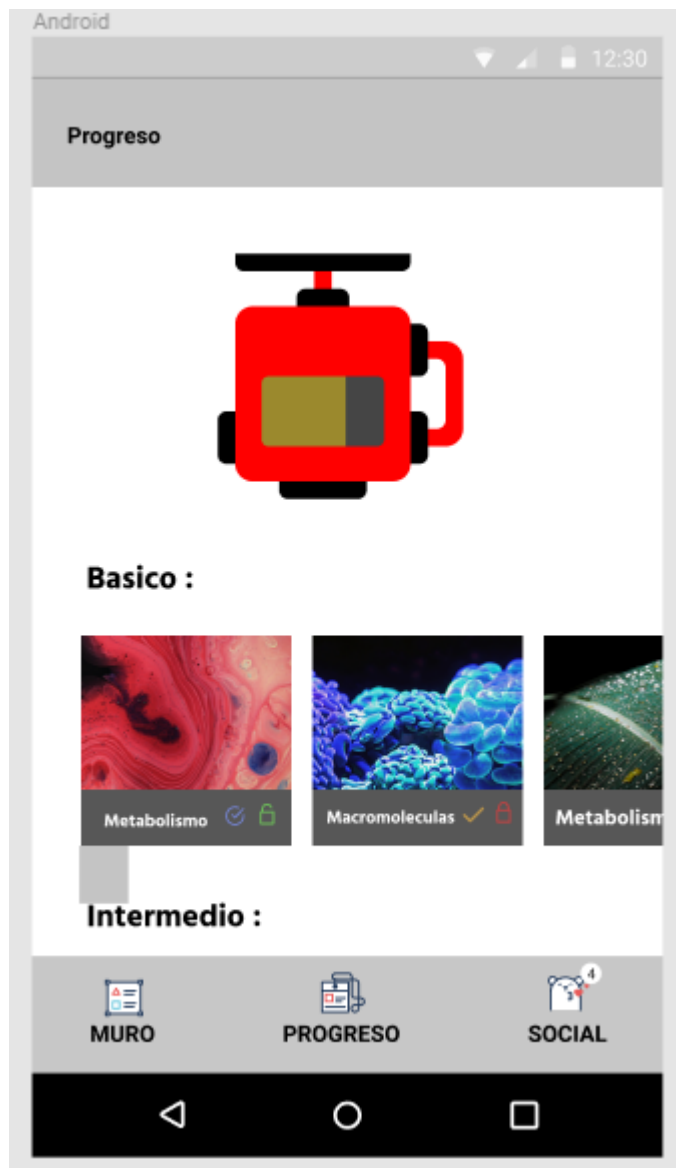 Android
12:30
Progreso
Basico :
Metabolismo
Macromoleculas
Metabolism
Intermedio :
4
MURO
PROGRESO
SOCIAL